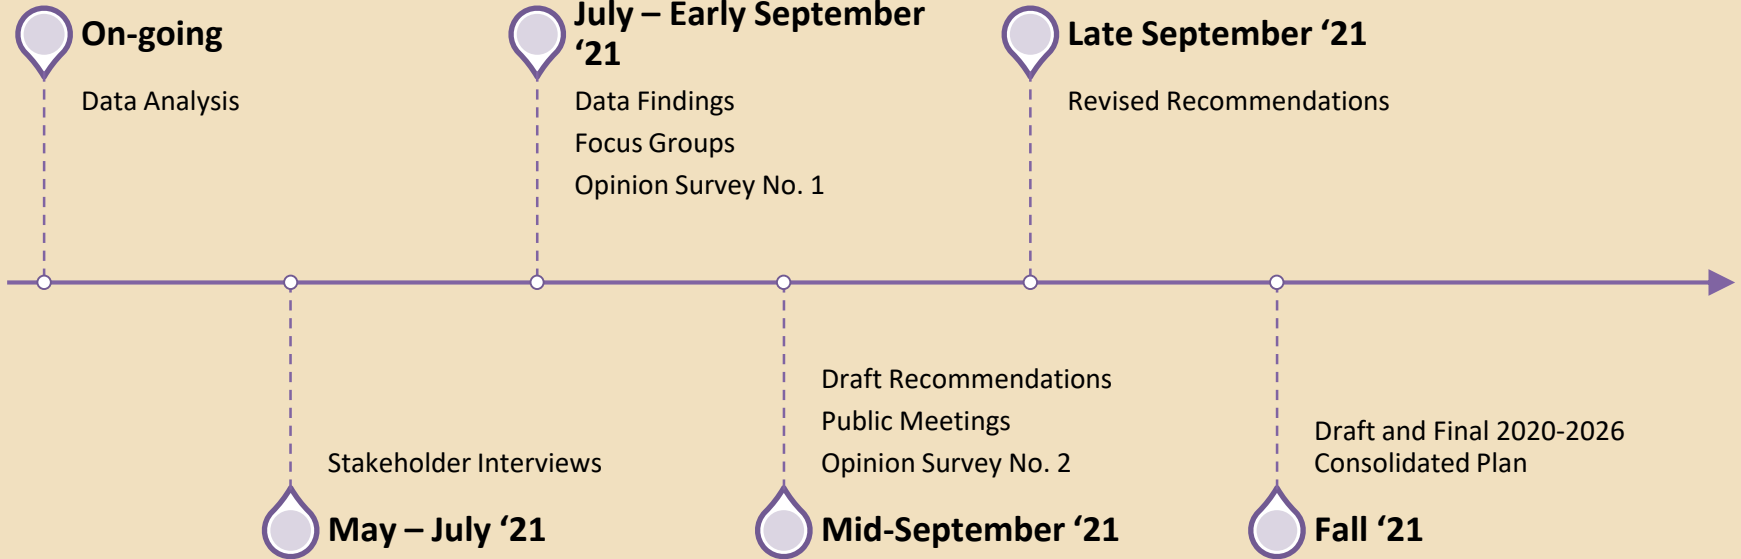 On-going
Data Analysis
July – Early September
‘21
Data Findings
Focus Groups
Opinion Survey No. 1
Late September ‘21
Revised Recommendations
Stakeholder Interviews
May – July ‘21
Draft Recommendations
Public Meetings
Opinion Survey No. 2
Mid-September ‘21
Draft and Final 2020-2026
Consolidated Plan
Fall ‘21